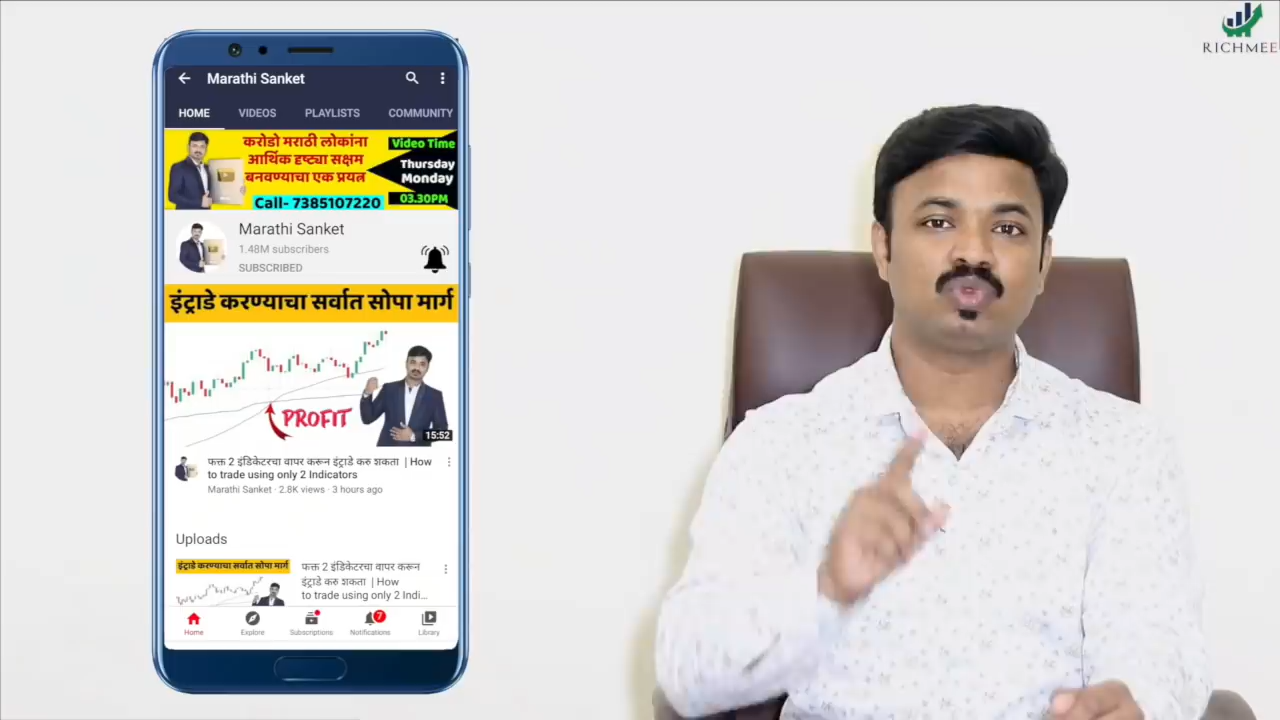 RICHMEE
Marathi Sanket
HOME VIDEOS PLAYLISTS COMMUNITY
करोडो मराठी लोकांना
आर्थिक दृष्ट्या सक्षम
बनवण्याचा एक प्रयत्न
Call- 7385107220
Video Time
Thursday
Monday
03.30PM
Marathi Sanket
1.48M subscribers
SUBSCRIBED
इंट्राडे करण्याचा सर्वात सोपा मार्ग
PROFIT
15:52
फक्त 2 इंडिकेटरचा वापर करून इंट्राडे करु शकता | How
to trade using only 2 Indicators
Marathi Sanket · 2.8K views · 3 hours ago
Uploads
इंट्राडे करण्याचा सर्वात सोपा मार्ग
फक्त 2 इंडिकेटरचा वापर करून
इंट्राडे करु शकता | How
to trade using only 2 Indi...
7
Home Explore Subscriptions Notifications Library